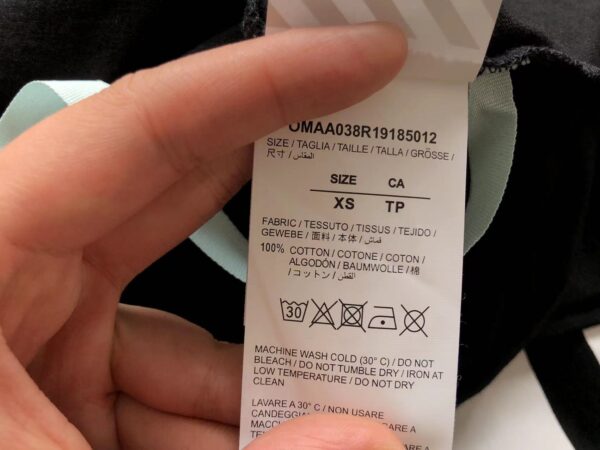 OMAA038R19185012
SIZE / TAGLIA / TAILLE / TALLA / GRÖSSE /
尺寸 / المقاس /
SIZE CA
XS TP
FABRIC / TESSUTO / TISSUS / TEJIDO /
GEWEBE / 面料 / 本体 / قماش /
100% COTTON / COTONE / COTON /
ALGODÓN / BAUMWOLLE / 棉
/ コットン / القطن /
30
MACHINE WASH COLD (30° C) / DO NOT
BLEACH / DO NOT TUMBLE DRY / IRON AT
LOW TEMPERATURE / DO NOT DRY
CLEAN
LAVARE A 30° C / NON USARE